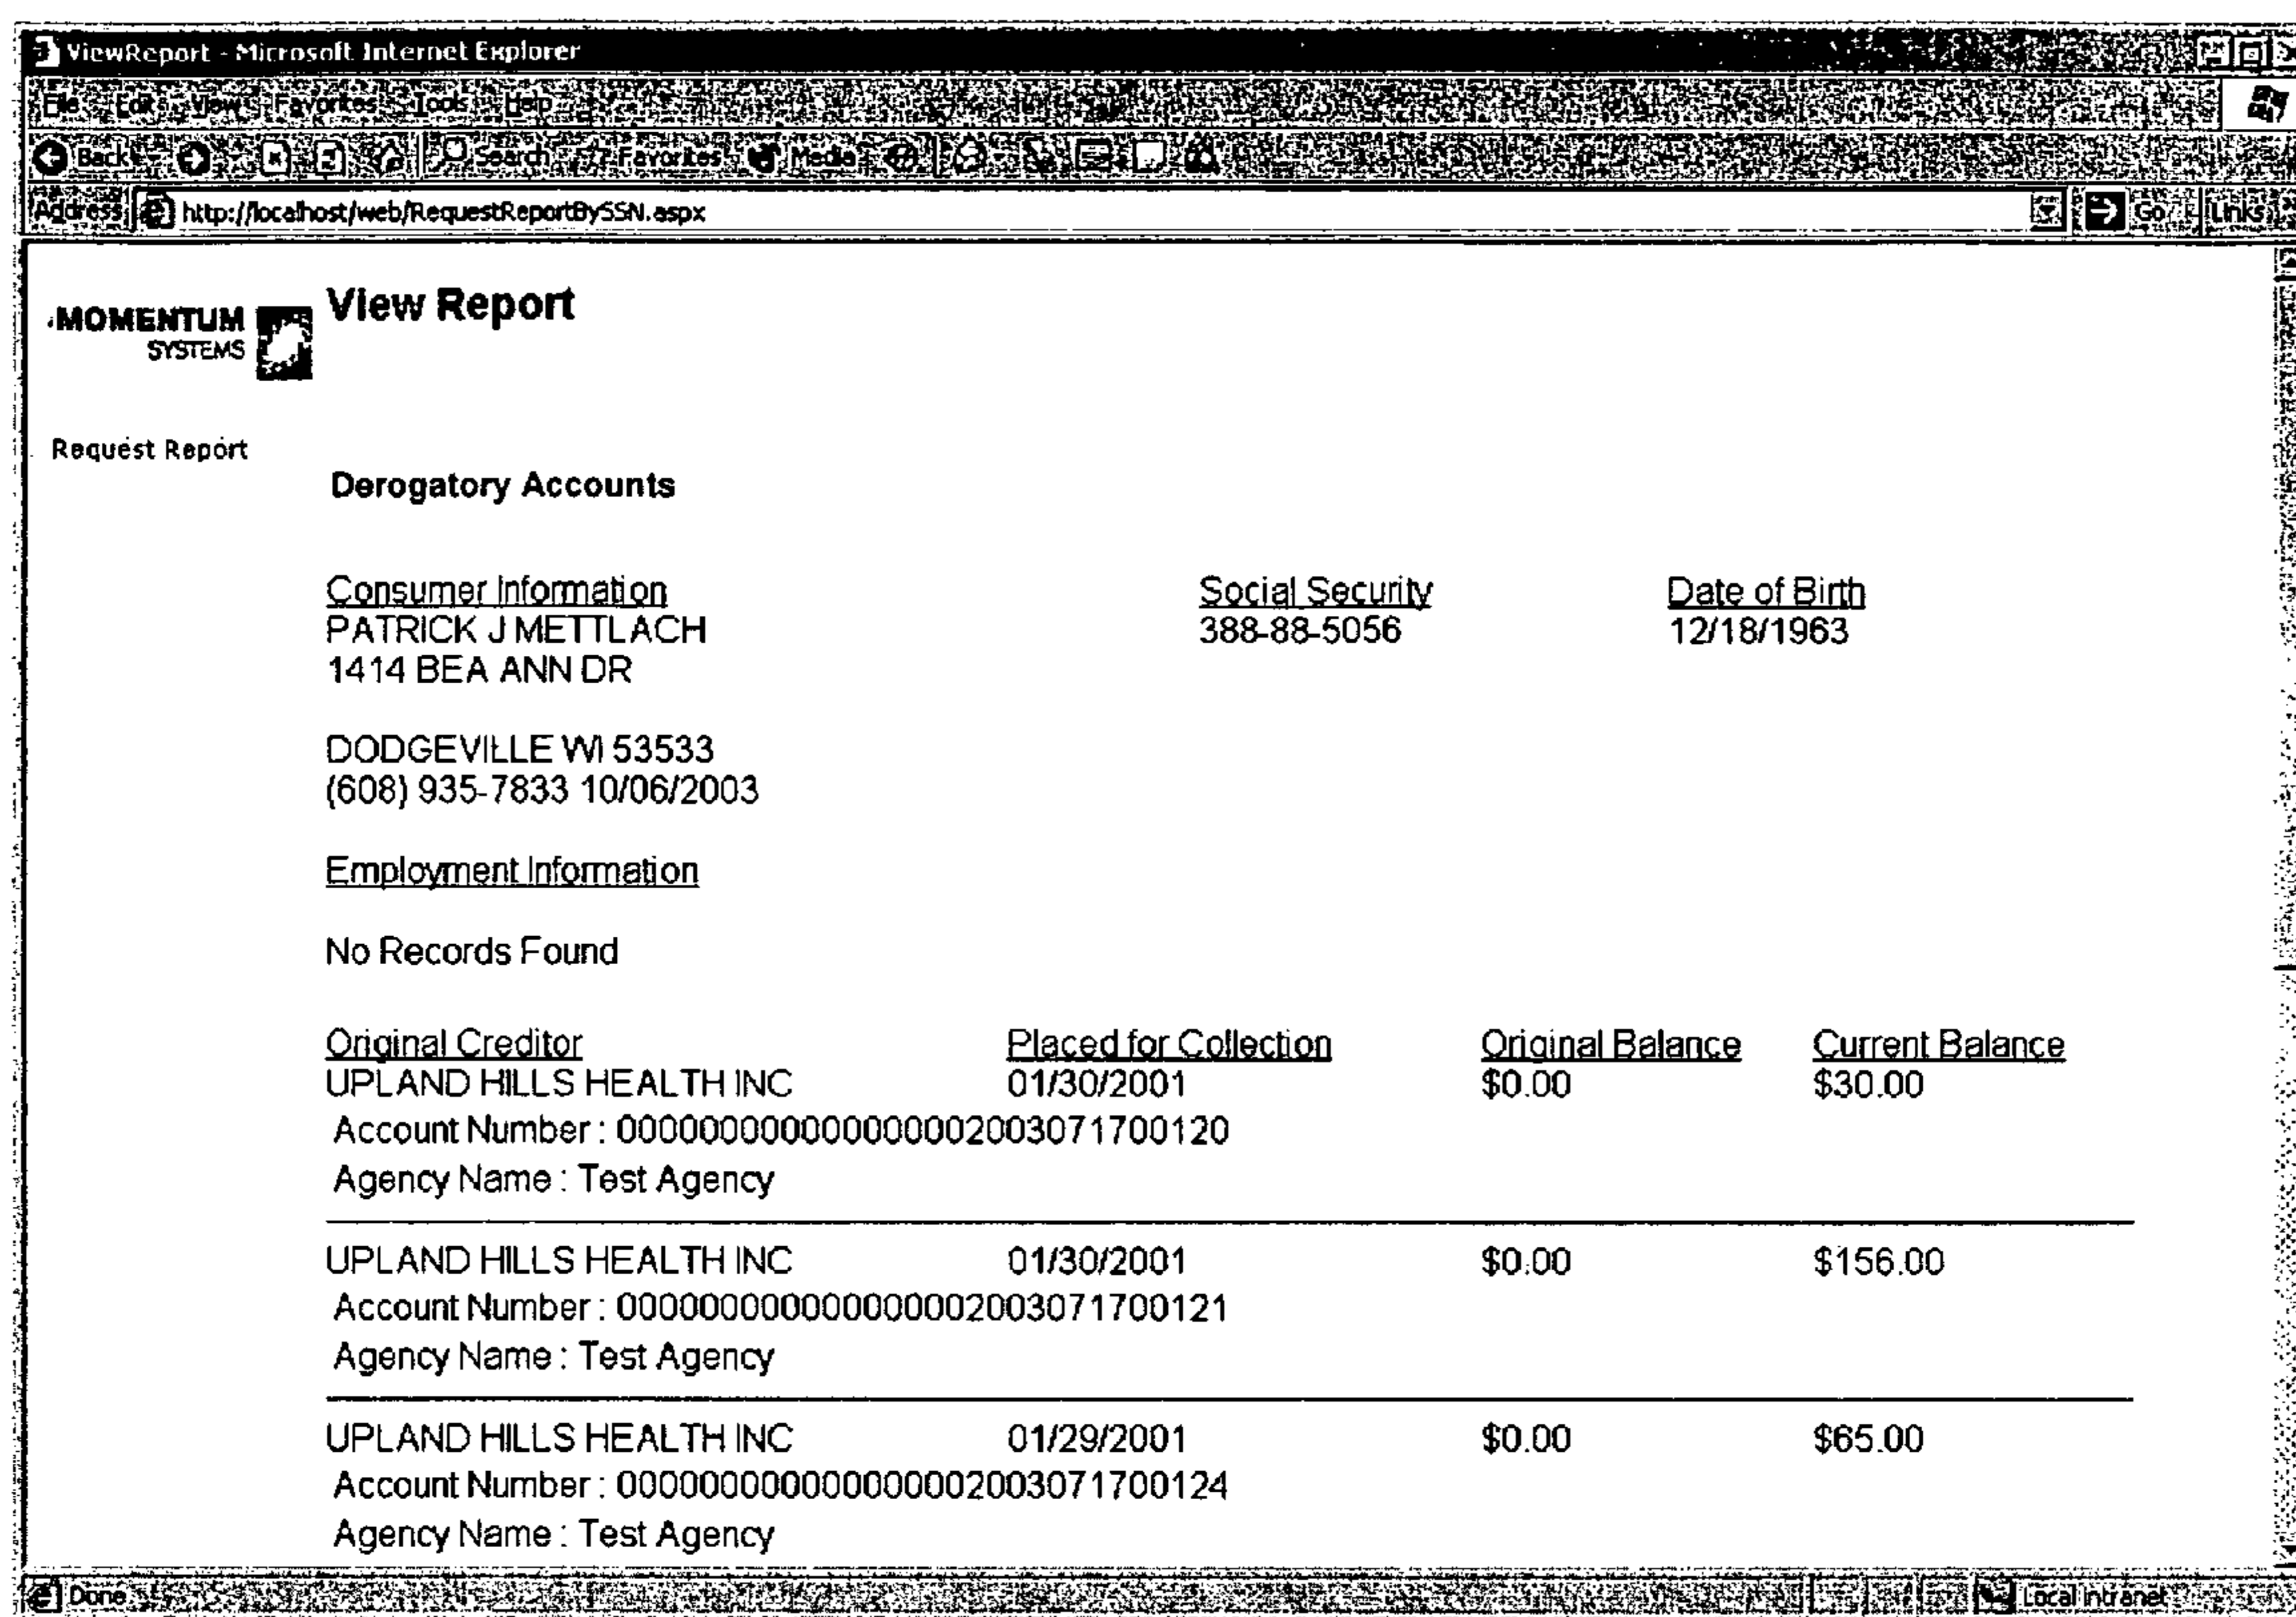 ViewReport - Microsoft Internet Explorer
File Edit View Favorites Tools Help
Back Search Favorites Media
Address http://localhost/web/RequestReportBySSN.aspx Go Links
MOMENTUM
SYSTEMS
View Report
Request Report
Derogatory Accounts
Consumer Information Social Security Date of Birth
PATRICK J METTLACH 388-88-5056 12/18/1963
1414 BEA ANN DR
DODGEVILLE WI 53533
(608) 935-7833 10/06/2003
Employment Information
No Records Found
Original Creditor Placed for Collection Original Balance Current Balance
UPLAND HILLS HEALTH INC 01/30/2001 $0.00 $30.00
Account Number : 000000000000000002003071700120
Agency Name : Test Agency
UPLAND HILLS HEALTH INC 01/30/2001 $0.00 $156.00
Account Number : 000000000000000002003071700121
Agency Name : Test Agency
UPLAND HILLS HEALTH INC 01/29/2001 $0.00 $65.00
Account Number : 000000000000000002003071700124
Agency Name : Test Agency
Done Local intranet